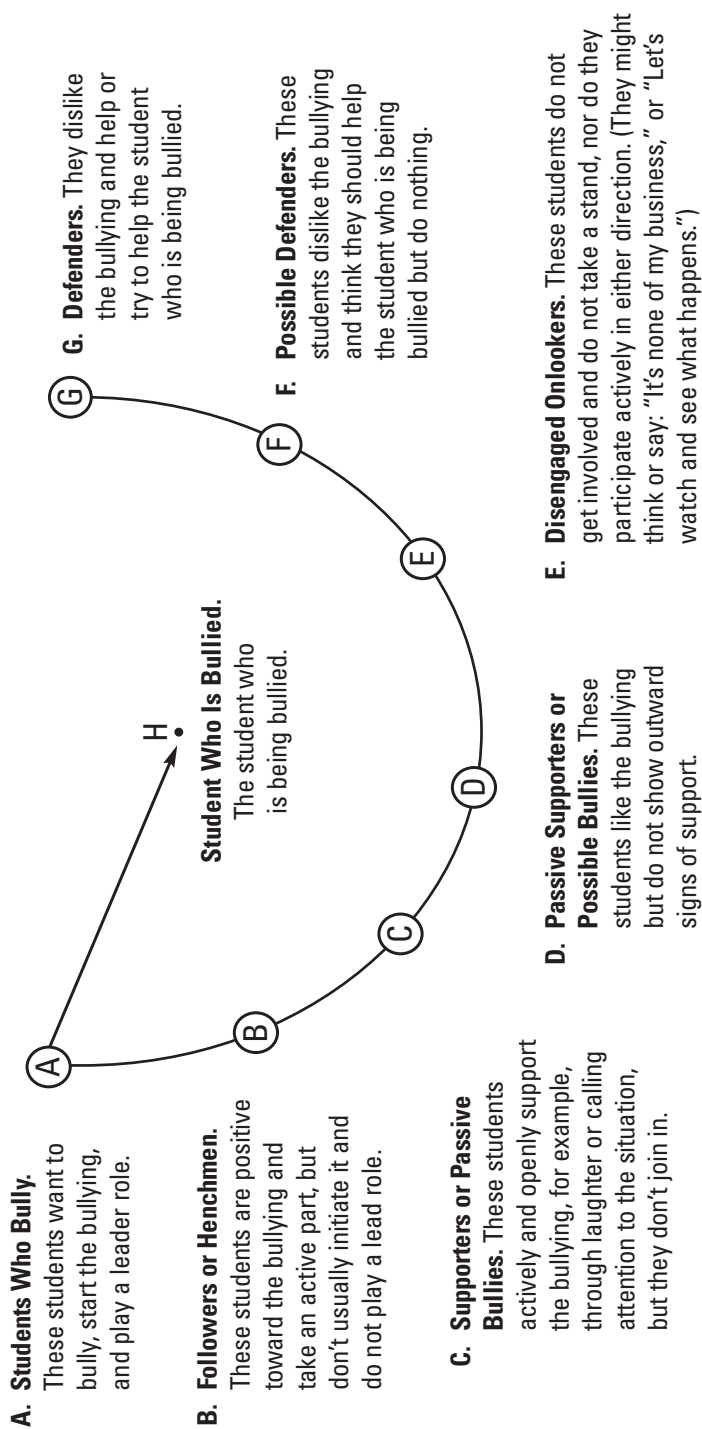 A. Students Who Bully.
These students want to
bully, start the bullying,
and play a leader role.
B. Followers or Henchmen.
These students are positive
toward the bullying and
take an active part, but
don't usually initiate it and
do not play a lead role.
C. Supporters or Passive
Bullies. These students
actively and openly support
the bullying, for example,
through laughter or calling
attention to the situation,
but they don't join in.
D. Passive Supporters or
Possible Bullies. These
students like the bullying
but do not show outward
signs of support.
E. Disengaged Onlookers. These students do not
get involved and do not take a stand, nor do they
participate actively in either direction. (They might
think or say: “It's none of my business,” or “Let's
watch and see what happens.”)
F. Possible Defenders. These
students dislike the bullying
and think they should help
the student who is being
bullied but do nothing.
G. Defenders. They dislike
the bullying and help or
try to help the student
who is being bullied.
H
Student Who Is Bullied.
The student who
is being bullied.
A
B
C
D
E
F
G